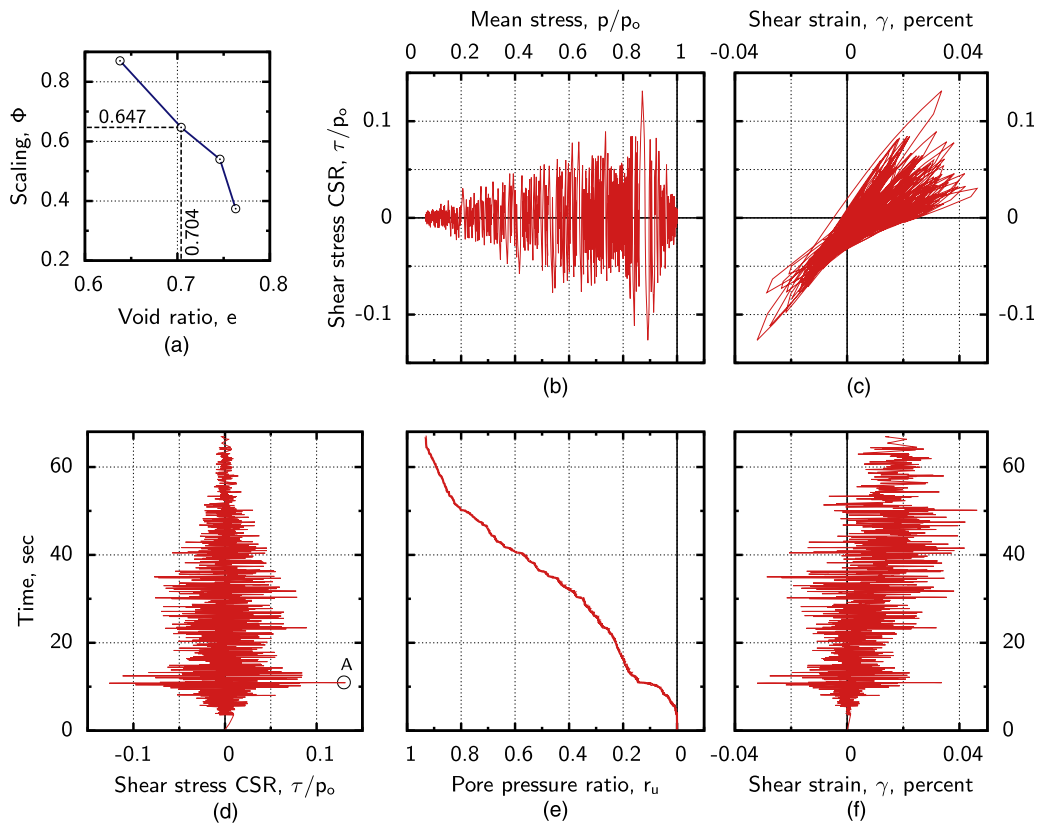 Mean stress, p/pₒ
0 0.2 0.4 0.6 0.8 1
Shear strain, γ, percent
-0.04 0 0.04
Scaling, Φ
0.8
0.6
0.4
0.2
0.647
0.704
0.6 0.7 0.8
Void ratio, e
(a)
Shear stress CSR, τ/pₒ
0.1
0
-0.1
(b)
0.1
0
-0.1
(c)
Time, sec
60
40
20
0
A
-0.1 0 0.1
Shear stress CSR, τ/pₒ
(d)
1 0.8 0.6 0.4 0.2 0
Pore pressure ratio, rᵤ
(e)
60
40
20
0
-0.04 0 0.04
Shear strain, γ, percent
(f)